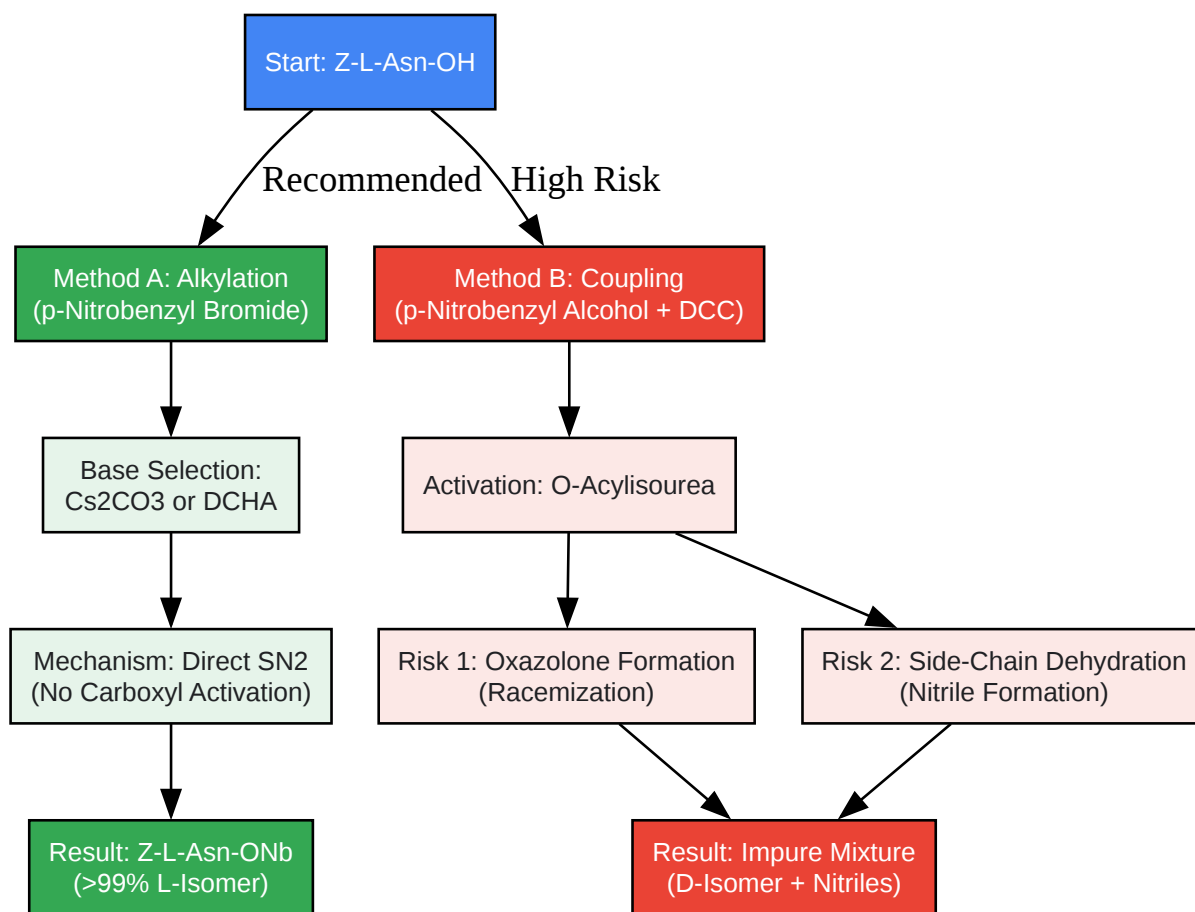 Start: Z-L-Asn-OH
Recommended
High Risk
Method A: Alkylation
(p-Nitrobenzyl Bromide)
Method B: Coupling
(p-Nitrobenzyl Alcohol + DCC)
Base Selection:
Cs2CO3 or DCHA
Activation: O-Acylisourea
Mechanism: Direct SN2
(No Carboxyl Activation)
Risk 1: Oxazolone Formation
(Racemization)
Risk 2: Side-Chain Dehydration
(Nitrile Formation)
Result: Z-L-Asn-ONb
(>99% L-Isomer)
Result: Impure Mixture
(D-Isomer + Nitriles)